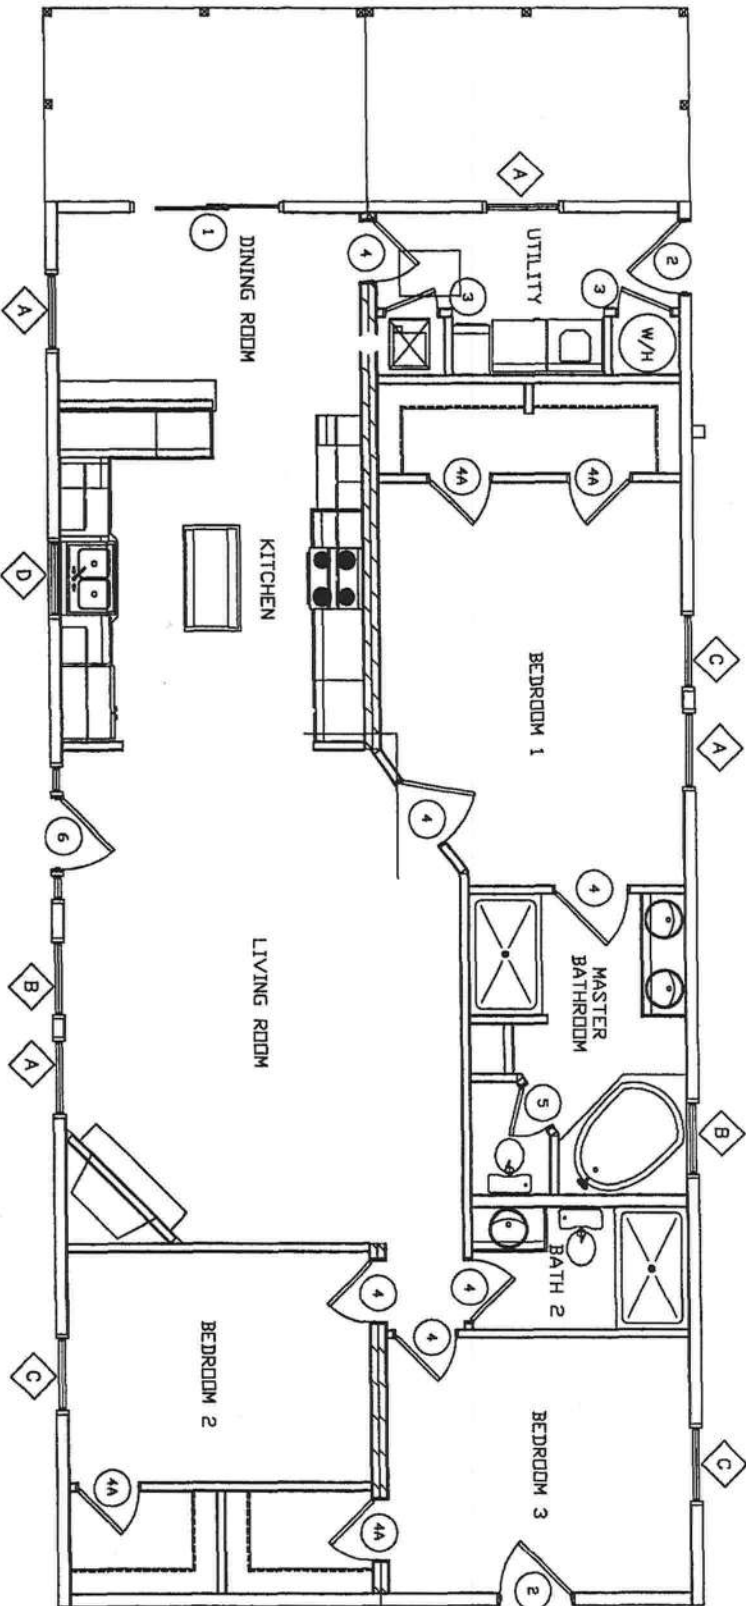 A
1
4
2
UTILITY
DINING ROOM
3
3
A
W/H
4A
4A
D
KITCHEN
BEDROOM 1
C
A
6
4
4
B
LIVING ROOM
MASTER
BATHROOM
A
5
B
4
4
BATH 2
4
C
BEDROOM 2
BEDROOM 3
C
4A
4A
2